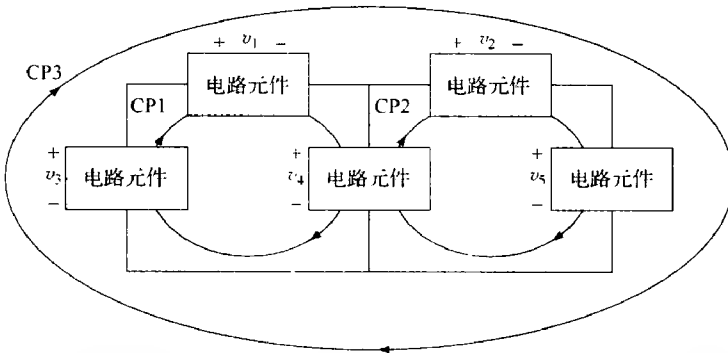 + v₁ −
+ v₂ −
CP3
电路元件
电路元件
CP1
CP2
+
v₃
−
电路元件
+
v₄
−
电路元件
+
v₅
−
电路元件